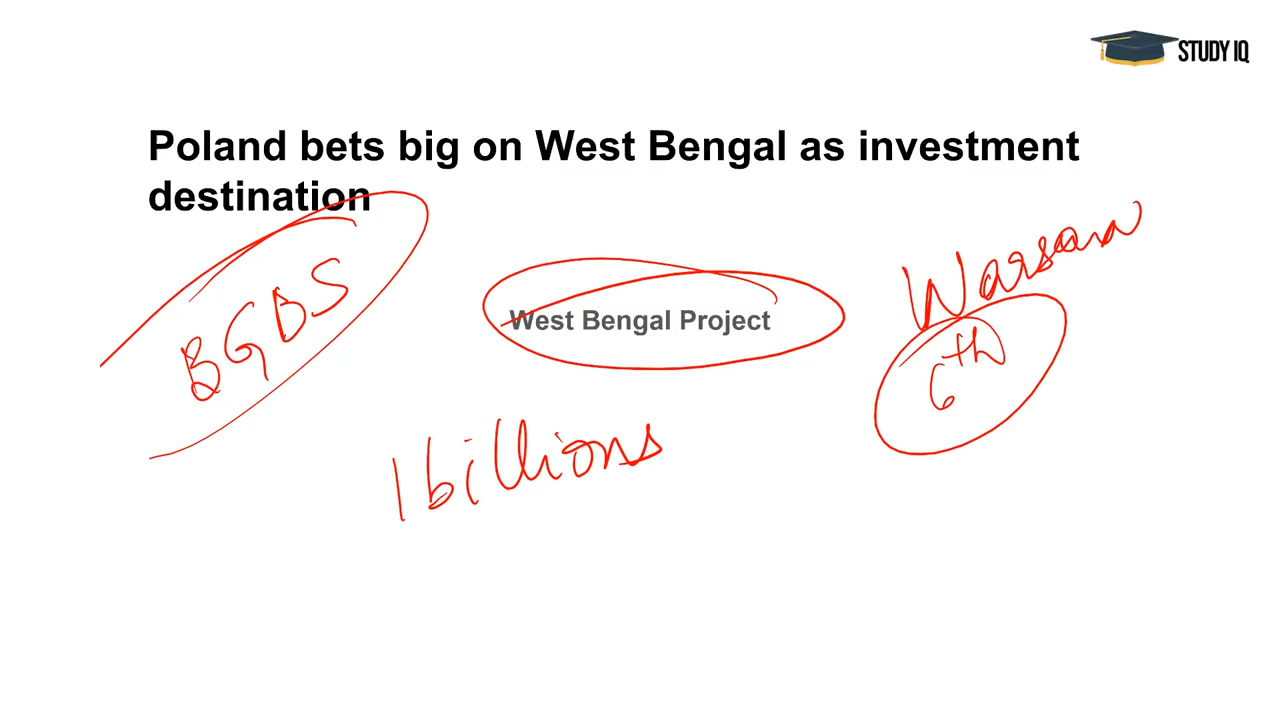 STUDY IQ
Poland bets big on West Bengal as investment
destination
BGBS
West Bengal Project
Warsaw
6th
1 billions